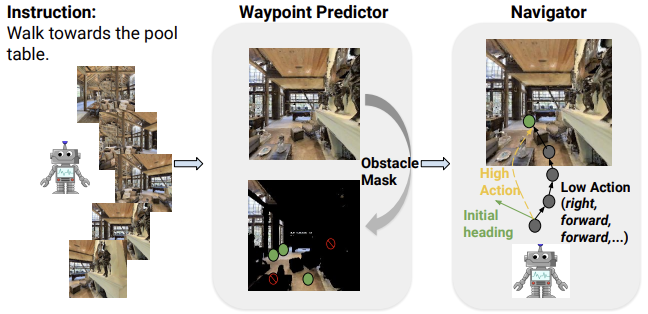 Instruction:
Walk towards the pool
table.
Waypoint Predictor
Obstacle
Mask
Navigator
High
Action
Initial
heading
Low Action
(right,
forward,
forward,...)